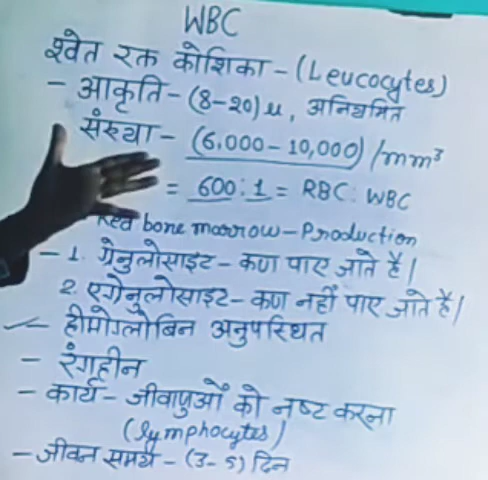 WBC
श्वेत रक्त कोशिका - (Leucocytes)
- आकृति - (8-20)μ, अनियमित
संख्या - (6,000 - 10,000) / mm³
= 600 : 1 = RBC : WBC
Red bone marrow - Production
- 1. ग्रेनुलोसाइट - कण पाए जाते है।
2. एग्रेनुलोसाइट - कण नहीं पाए जाते है।
- हीमोग्लोबिन अनुपस्थित
- रंगहीन
- कार्य - जीवाणुओं को नष्ट करना
(lymphocytes)
- जीवन समय - (3-5) दिन